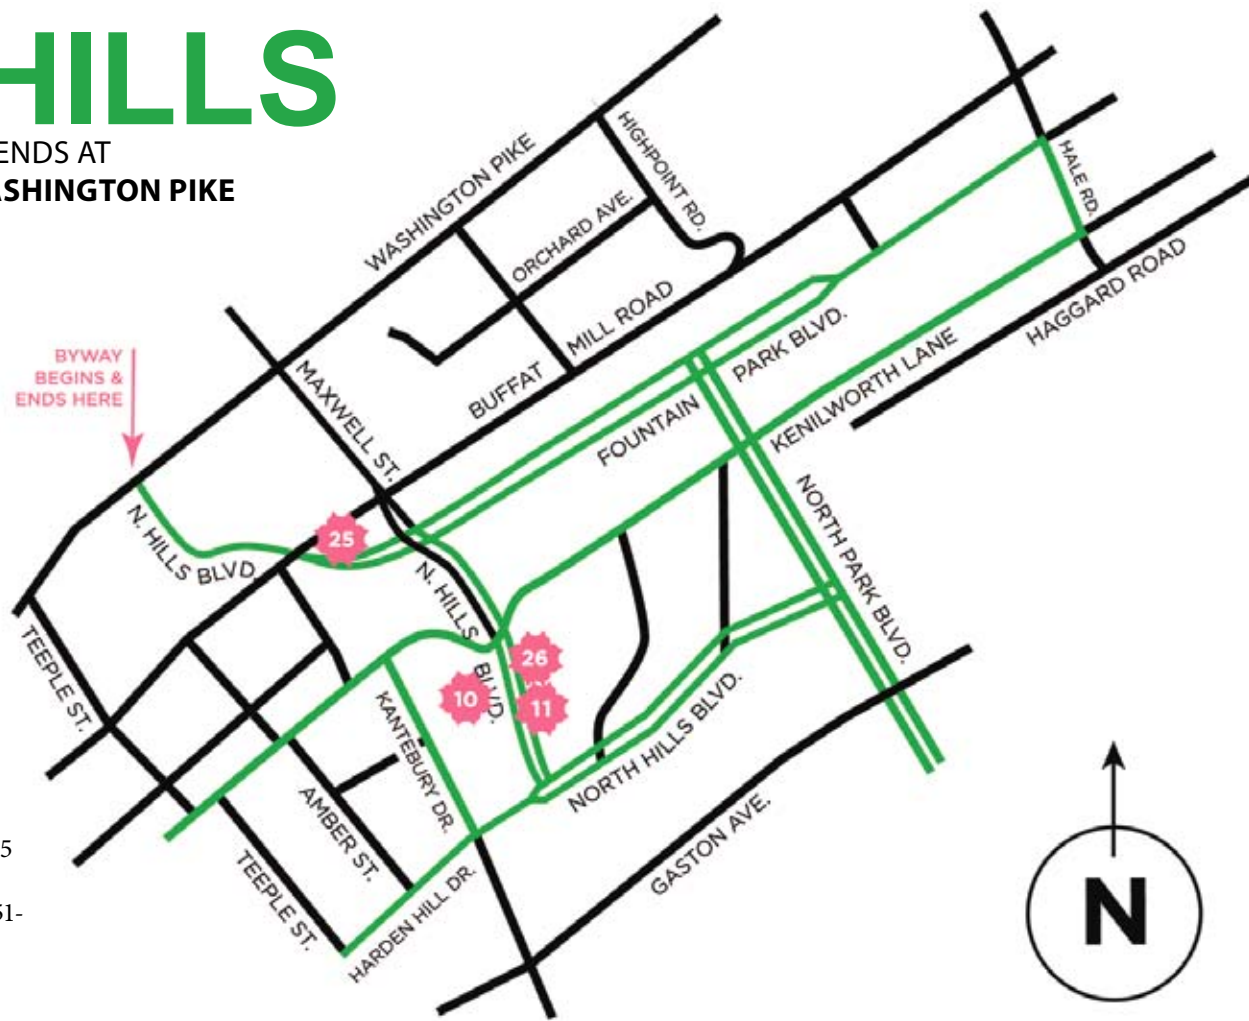 HILLS
ENDS AT
ASHINGTON PIKE
WASHINGTON PIKE
HIGHPOINT RD.
ORCHARD AVE.
HALE RD.
MILL ROAD
HAGGARD ROAD
BYWAY
BEGINS &
ENDS HERE
MAXWELL ST.
BUFFAT
PARK BLVD.
FOUNTAIN
KENILWORTH LANE
N. HILLS BLVD
25
NORTH PARK BLVD.
N. HILLS BLVD.
TEEPLE ST.
26
10
11
KANTEBURY DR.
NORTH HILLS BLVD.
AMBER ST.
GASTON AVE.
TEEPLE ST.
HARDEN HILL DR.
5
51-
N